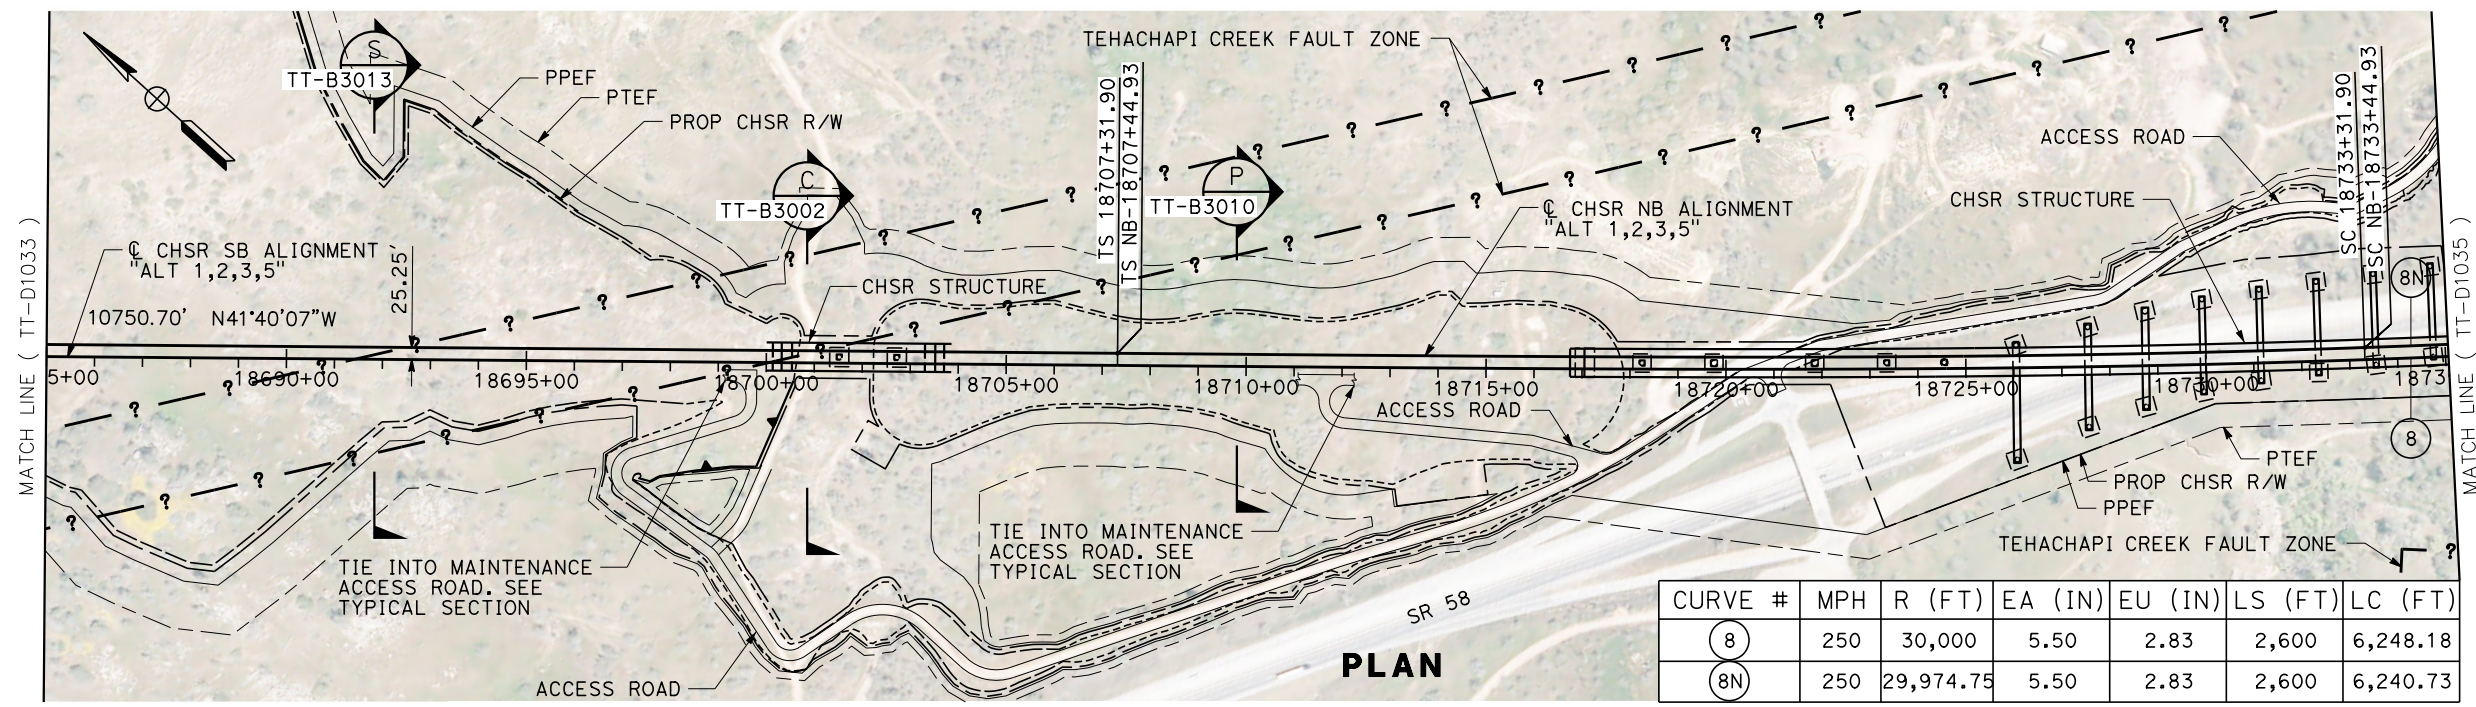 TEHACHAPI CREEK FAULT ZONE
S
TT-B3013
PPEF
PTEF
PROP CHSR R/W
C
TT-B3002
TS 18707+31.90
TS NB-18707+44.93
P
TT-B3010
SC 18733+31.90
SC NB-18733+44.93
ACCESS ROAD
CHSR STRUCTURE
℄ CHSR NB ALIGNMENT
"ALT 1,2,3,5"
℄ CHSR SB ALIGNMENT
"ALT 1,2,3,5"
25.25'
10750.70' N41°40'07"W
CHSR STRUCTURE
8N
MATCH LINE ( TT-D1033 )
MATCH LINE ( TT-D1035 )
5+00
18690+00
18695+00
18700+00
18705+00
18710+00
18715+00
18720+00
18725+00
18730+00
1873
ACCESS ROAD
8
PTEF
PROP CHSR R/W
PPEF
TIE INTO MAINTENANCE
ACCESS ROAD. SEE
TYPICAL SECTION
TIE INTO MAINTENANCE
ACCESS ROAD. SEE
TYPICAL SECTION
TEHACHAPI CREEK FAULT ZONE
?
SR 58
ACCESS ROAD
PLAN
CURVE # MPH R (FT) EA (IN) EU (IN) LS (FT) LC (FT)
8 250 30,000 5.50 2.83 2,600 6,248.18
8N 250 29,974.75 5.50 2.83 2,600 6,240.73